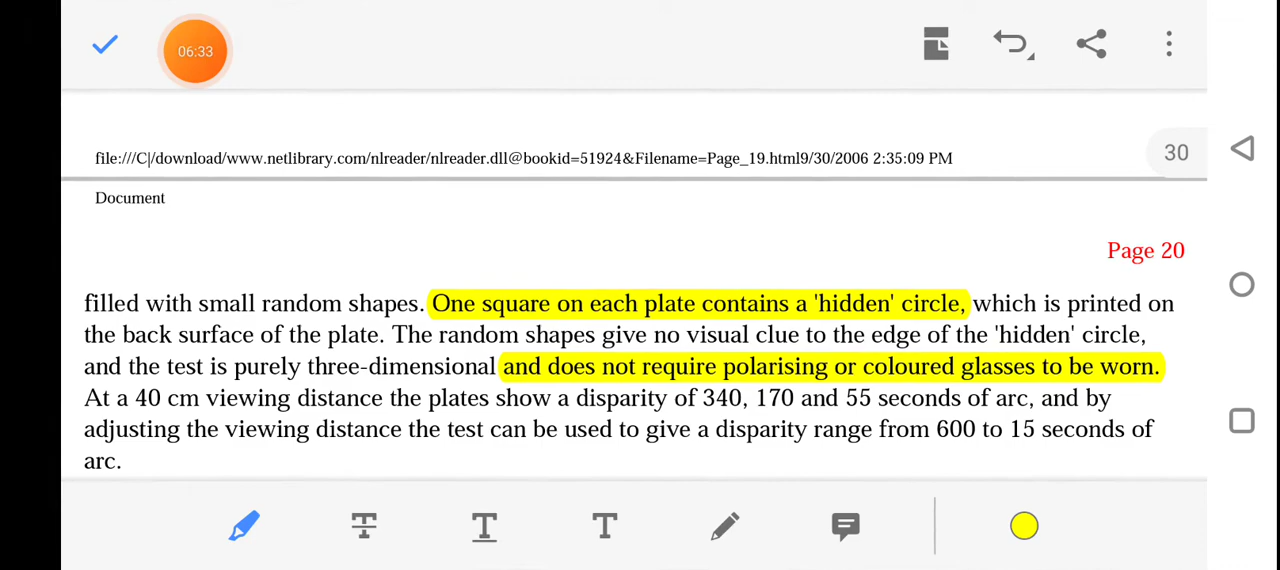 06:33
file:///C|/download/www.netlibrary.com/nlreader/nlreader.dll@bookid=51924&Filename=Page_19.html9/30/2006 2:35:09 PM
30
Document
Page 20
filled with small random shapes. One square on each plate contains a 'hidden' circle, which is printed on
the back surface of the plate. The random shapes give no visual clue to the edge of the 'hidden' circle,
and the test is purely three-dimensional and does not require polarising or coloured glasses to be worn.
At a 40 cm viewing distance the plates show a disparity of 340, 170 and 55 seconds of arc, and by
adjusting the viewing distance the test can be used to give a disparity range from 600 to 15 seconds of
arc.